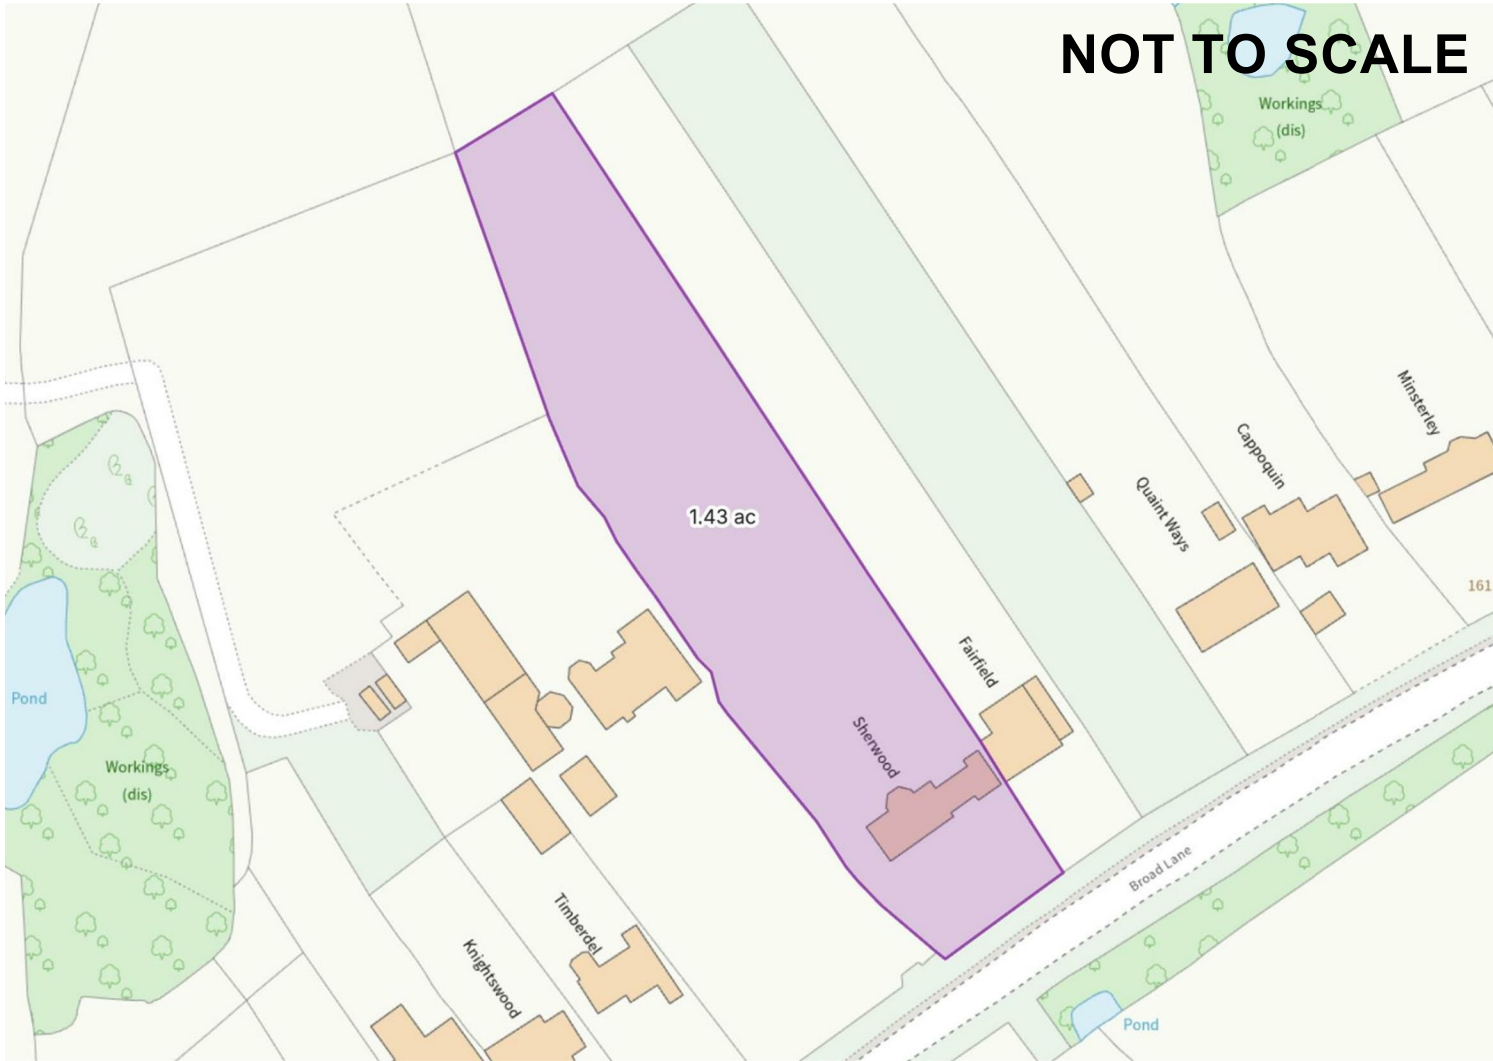 NOT TO SCALE
Workings
(dis)
Minsterley
Cappoquin
Quaint Ways
1.43 ac
161
Fairfield
Pond
Sherwood
Workings
(dis)
Broad Lane
Timberdel
Knightswood
Pond